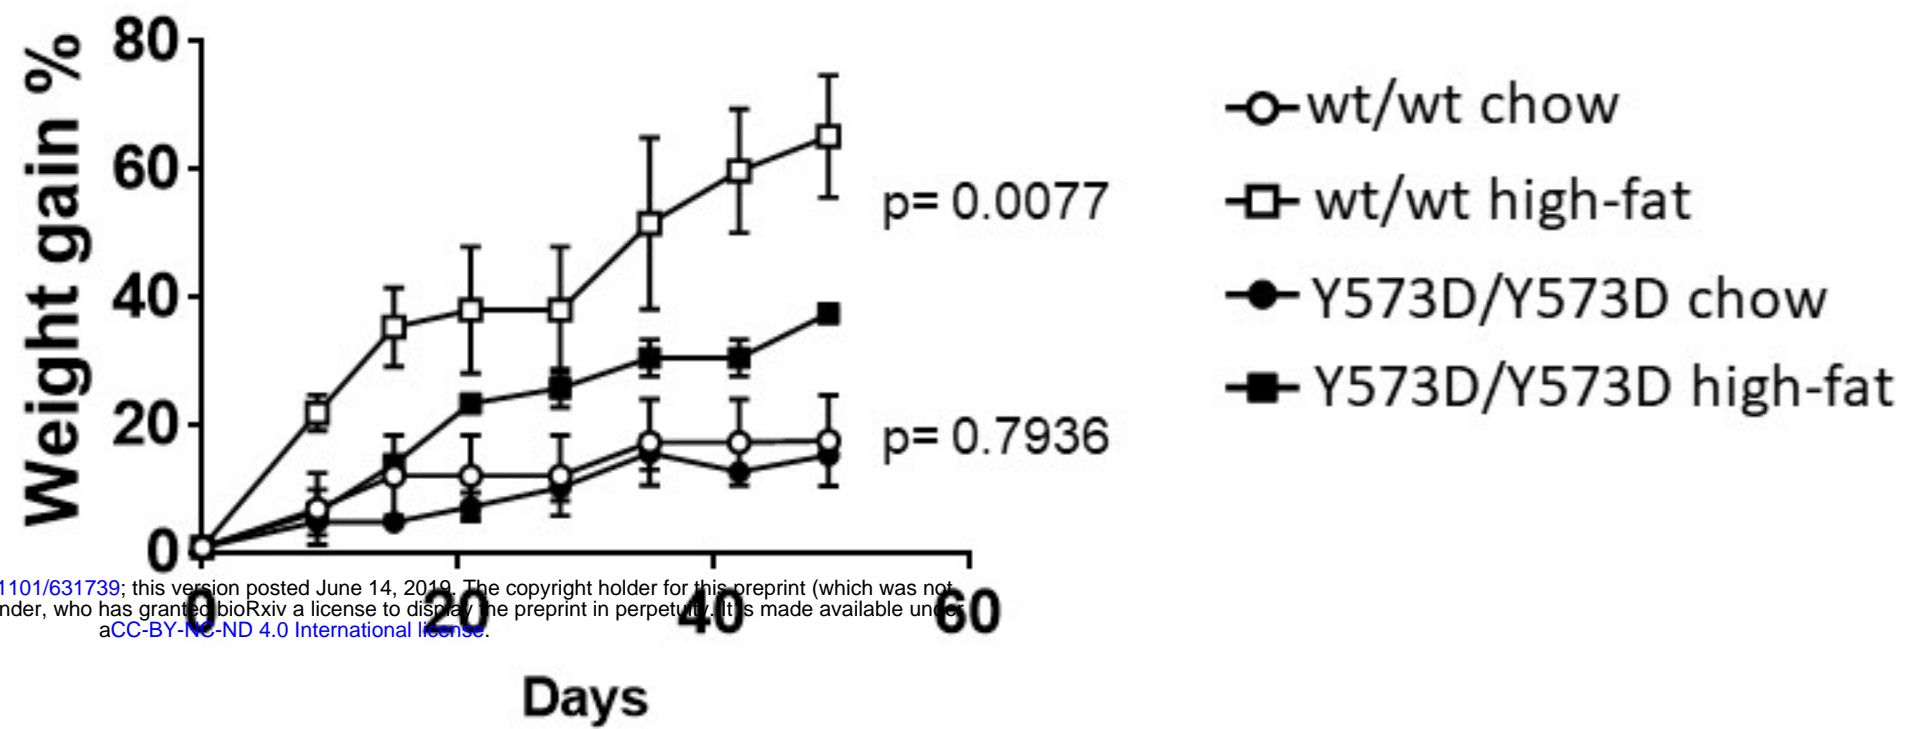 Weight gain %
80
60
40
20
0
p= 0.0077
p= 0.7936
wt/wt chow
wt/wt high-fat
Y573D/Y573D chow
Y573D/Y573D high-fat
1101/631739; this version posted June 14, 2019. The copyright holder for this preprint (which was not
nder, who has granted bioRxiv a license to display the preprint in perpetuity. It is made available under
aCC-BY-NC-ND 4.0 International license.
0 20 40 60
Days